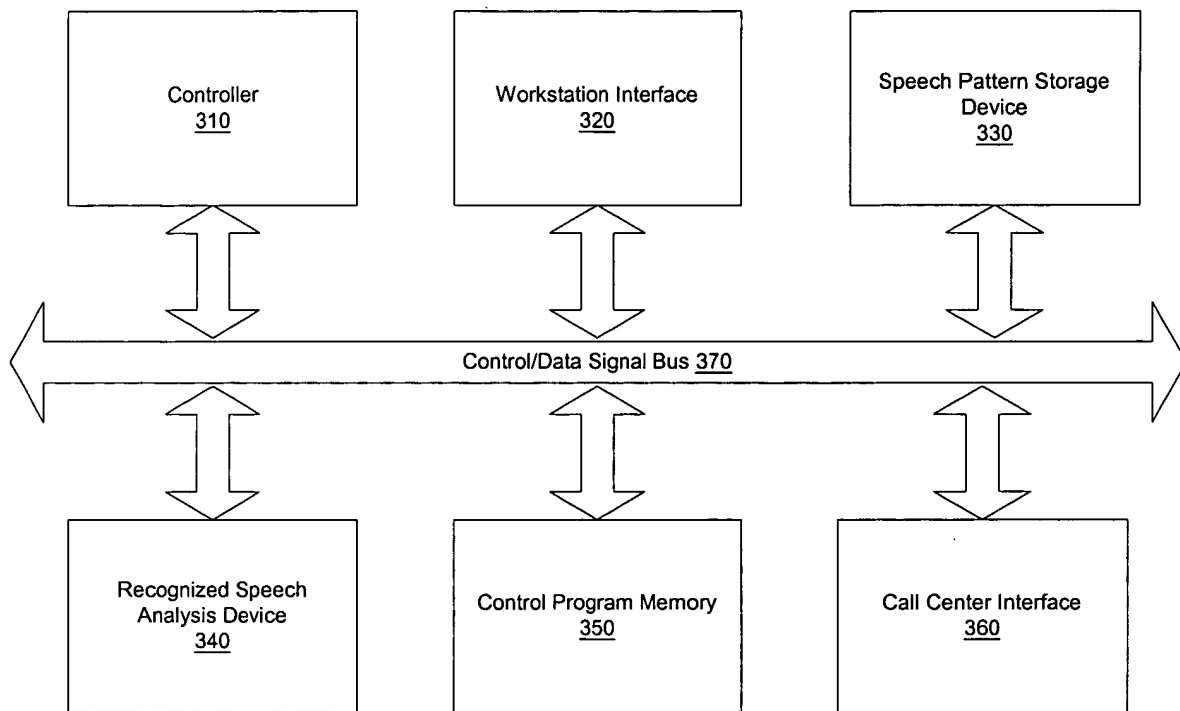 Controller
310
Workstation Interface
320
Speech Pattern Storage
Device
330
Control/Data Signal Bus 370
Recognized Speech
Analysis Device
340
Control Program Memory
350
Call Center Interface
360